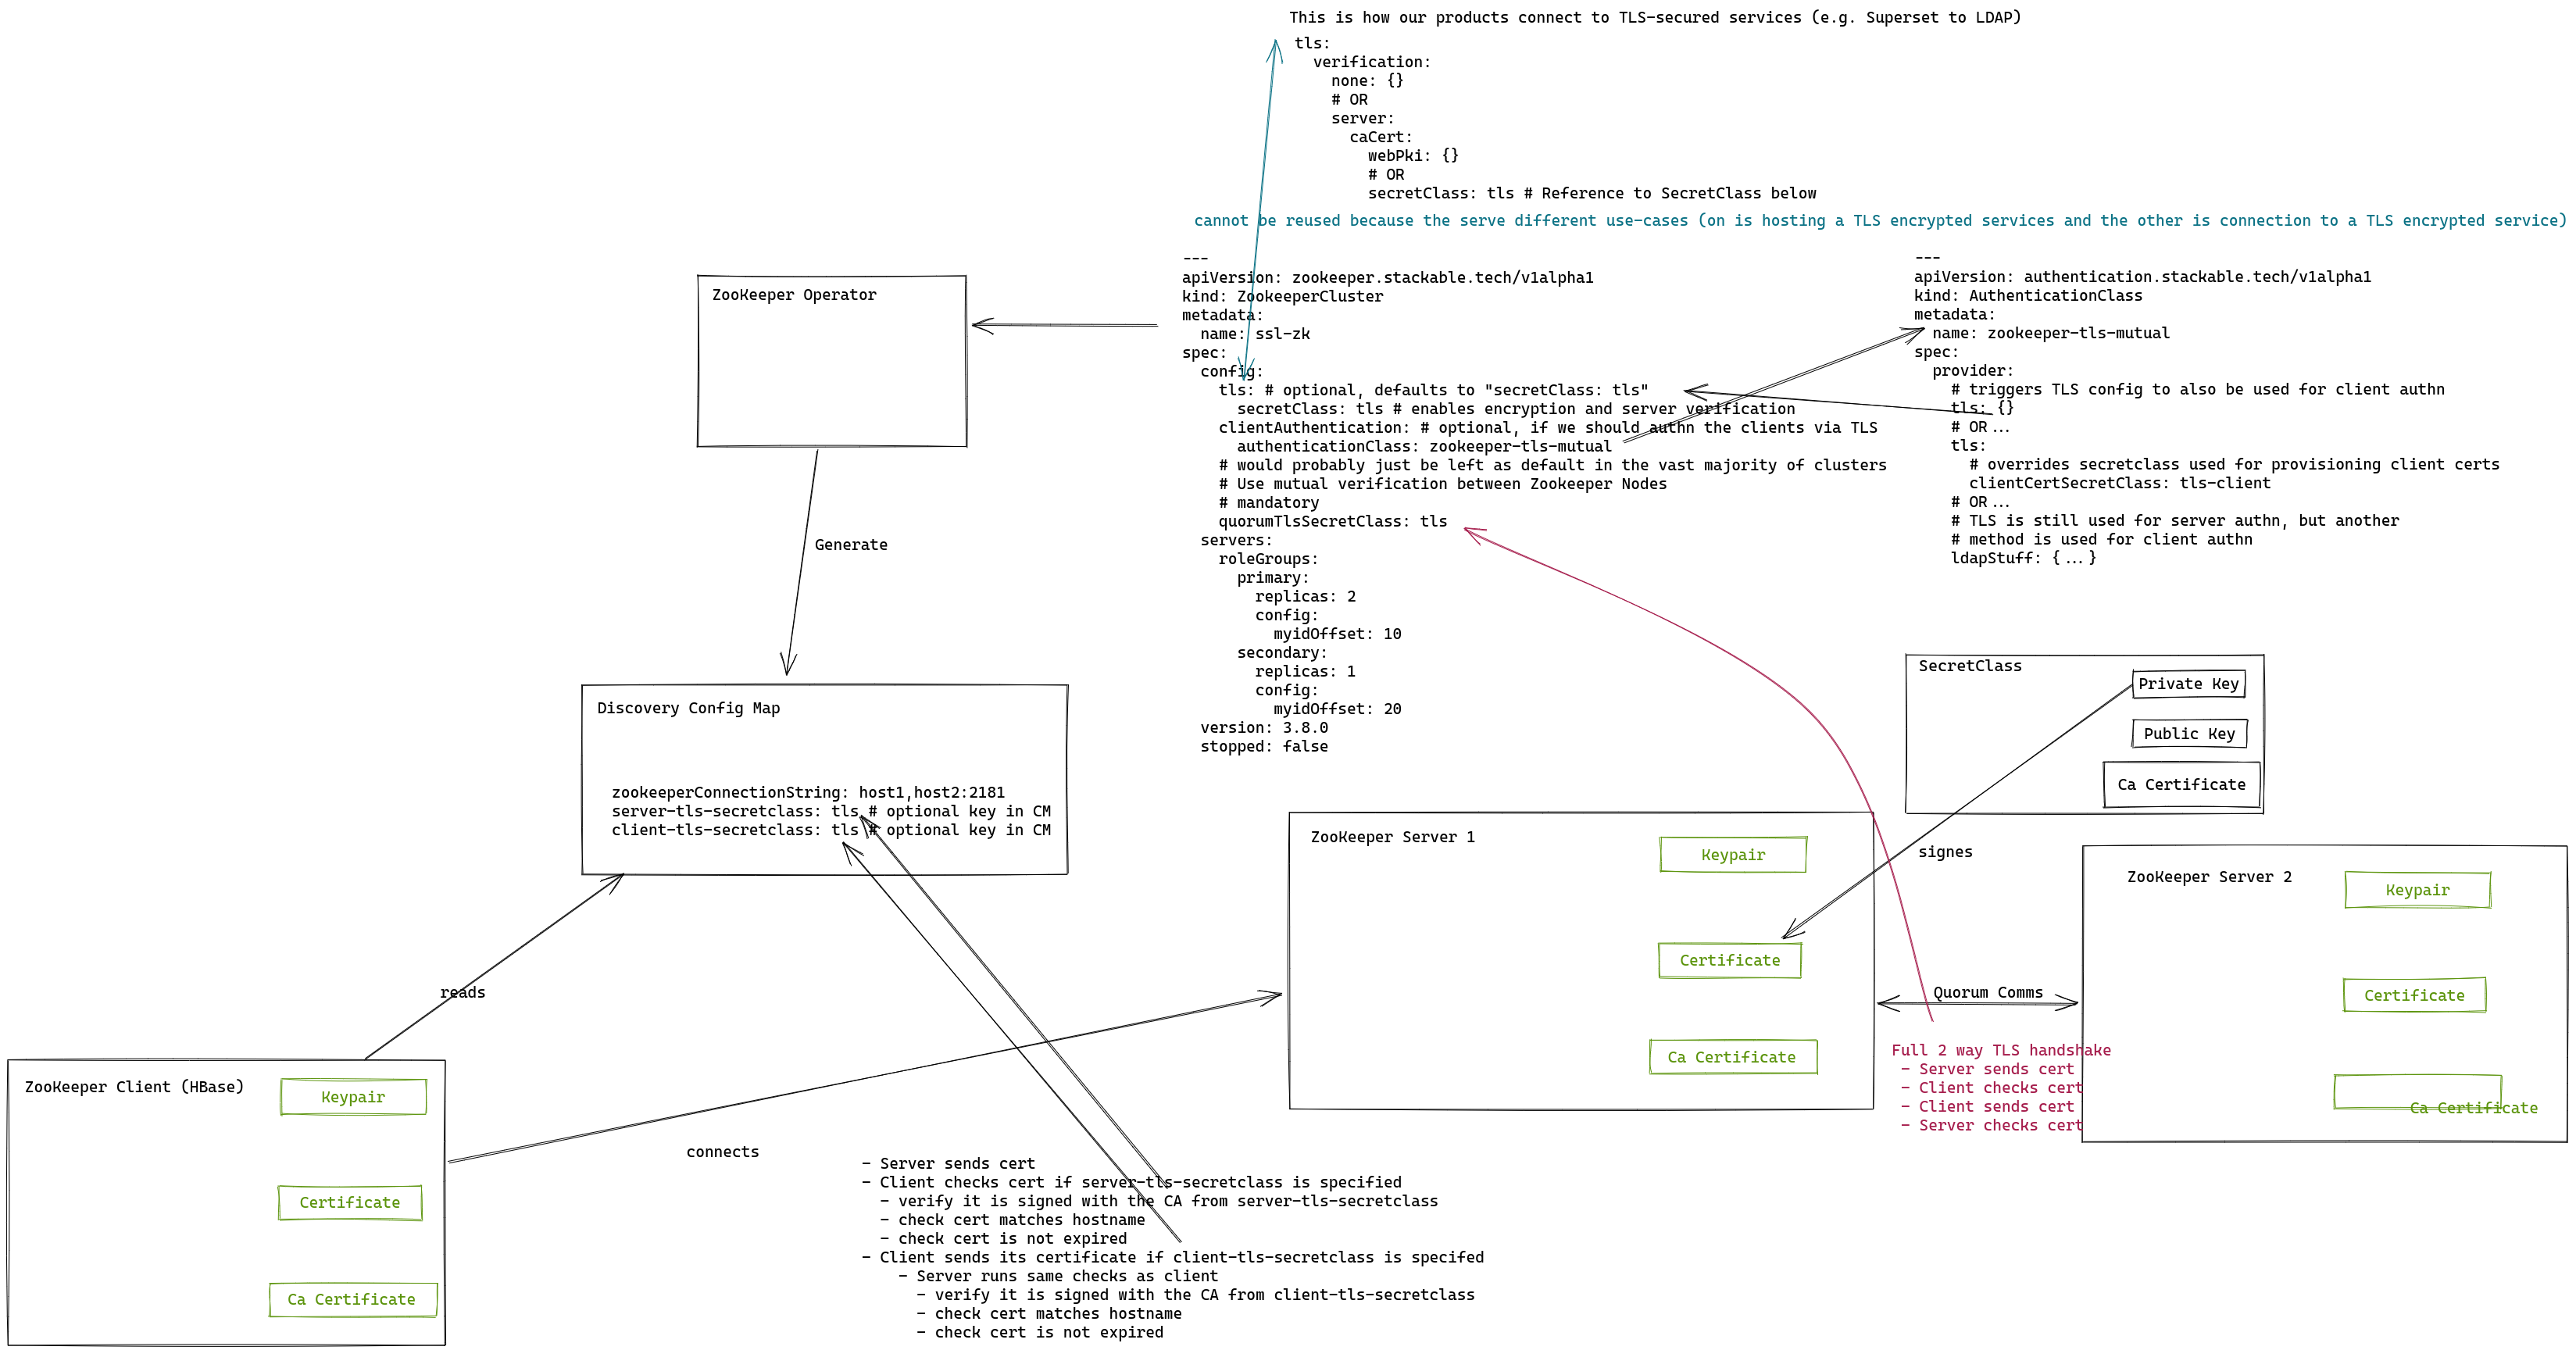 This is how our products connect to TLS-secured services (e.g. Superset to LDAP)
tls:
  verification:
    none: {}
    # OR
    server:
      caCert:
        webPki: {}
        # OR
        secretClass: tls # Reference to SecretClass below
cannot be reused because the serve different use-cases (on is hosting a TLS encrypted services and the other is connection to a TLS encrypted service)
---
apiVersion: zookeeper.stackable.tech/v1alpha1
kind: ZookeeperCluster
metadata:
  name: ssl-zk
spec:
  config:
    tls: # optional, defaults to "secretClass: tls"
      secretClass: tls # enables encryption and server verification
    clientAuthentication: # optional, if we should authn the clients via TLS
      authenticationClass: zookeeper-tls-mutual
    # would probably just be left as default in the vast majority of clusters
    # Use mutual verification between Zookeeper Nodes
    # mandatory
    quorumTlsSecretClass: tls
  servers:
    roleGroups:
      primary:
        replicas: 2
        config:
          myidOffset: 10
      secondary:
        replicas: 1
        config:
          myidOffset: 20
  version: 3.8.0
  stopped: false
---
apiVersion: authentication.stackable.tech/v1alpha1
kind: AuthenticationClass
metadata:
  name: zookeeper-tls-mutual
spec:
  provider:
    # triggers TLS config to also be used for client authn
    tls: {}
    # OR...
    tls:
      # overrides secretclass used for provisioning client certs
      clientCertSecretClass: tls-client
    # OR...
    # TLS is still used for server authn, but another
    # method is used for client authn
    ldapStuff: {...}
ZooKeeper Operator
Generate
Discovery Config Map
zookeeperConnectionString: host1,host2:2181
server-tls-secretclass: tls # optional key in CM
client-tls-secretclass: tls # optional key in CM
SecretClass
Private Key
Public Key
Ca Certificate
signes
ZooKeeper Server 1
Keypair
Certificate
Ca Certificate
Quorum Comms
ZooKeeper Server 2
Keypair
Certificate
Ca Certificate
Full 2 way TLS handshake
- Server sends cert
- Client checks cert
- Client sends cert
- Server checks cert
reads
ZooKeeper Client (HBase)
Keypair
Certificate
Ca Certificate
connects
- Server sends cert
- Client checks cert if server-tls-secretclass is specified
  - verify it is signed with the CA from server-tls-secretclass
  - check cert matches hostname
  - check cert is not expired
- Client sends its certificate if client-tls-secretclass is specifed
    - Server runs same checks as client
      - verify it is signed with the CA from client-tls-secretclass
      - check cert matches hostname
      - check cert is not expired